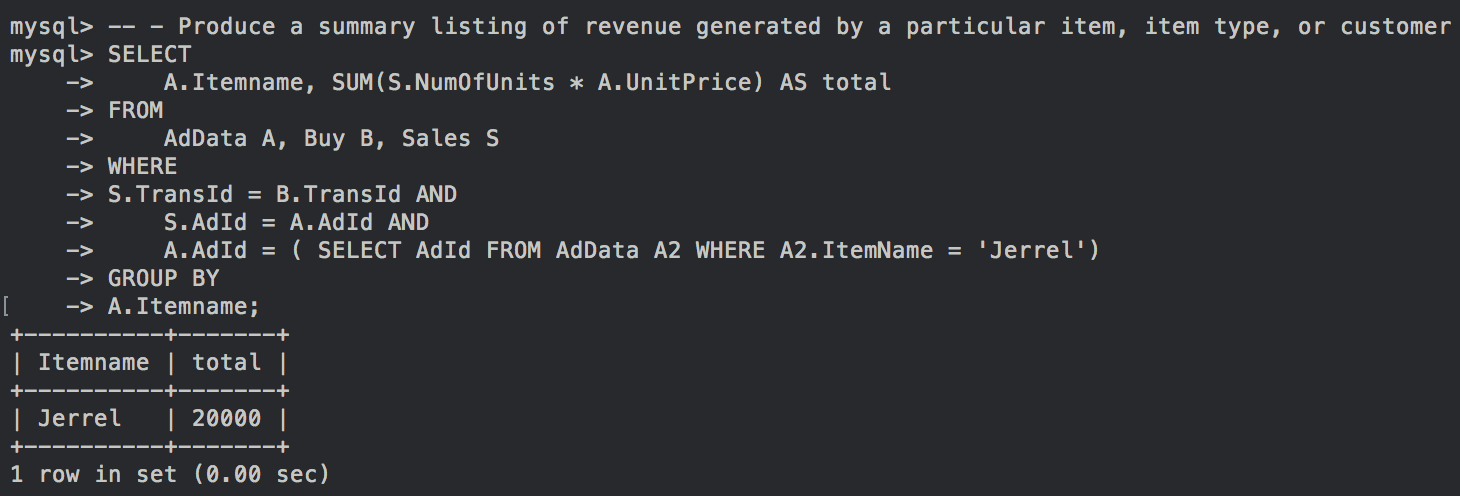 mysql> -- - Produce a summary listing of revenue generated by a particular item, item type, or customer
mysql> SELECT
    ->     A.Itemname, SUM(S.NumOfUnits * A.UnitPrice) AS total
    -> FROM
    ->     AdData A, Buy B, Sales S
    -> WHERE
    -> S.TransId = B.TransId AND
    ->     S.AdId = A.AdId AND
    ->     A.AdId = ( SELECT AdId FROM AdData A2 WHERE A2.ItemName = 'Jerrel')
    -> GROUP BY
[    -> A.Itemname;
+----------+-------+
| Itemname | total |
+----------+-------+
| Jerrel   | 20000 |
+----------+-------+
1 row in set (0.00 sec)